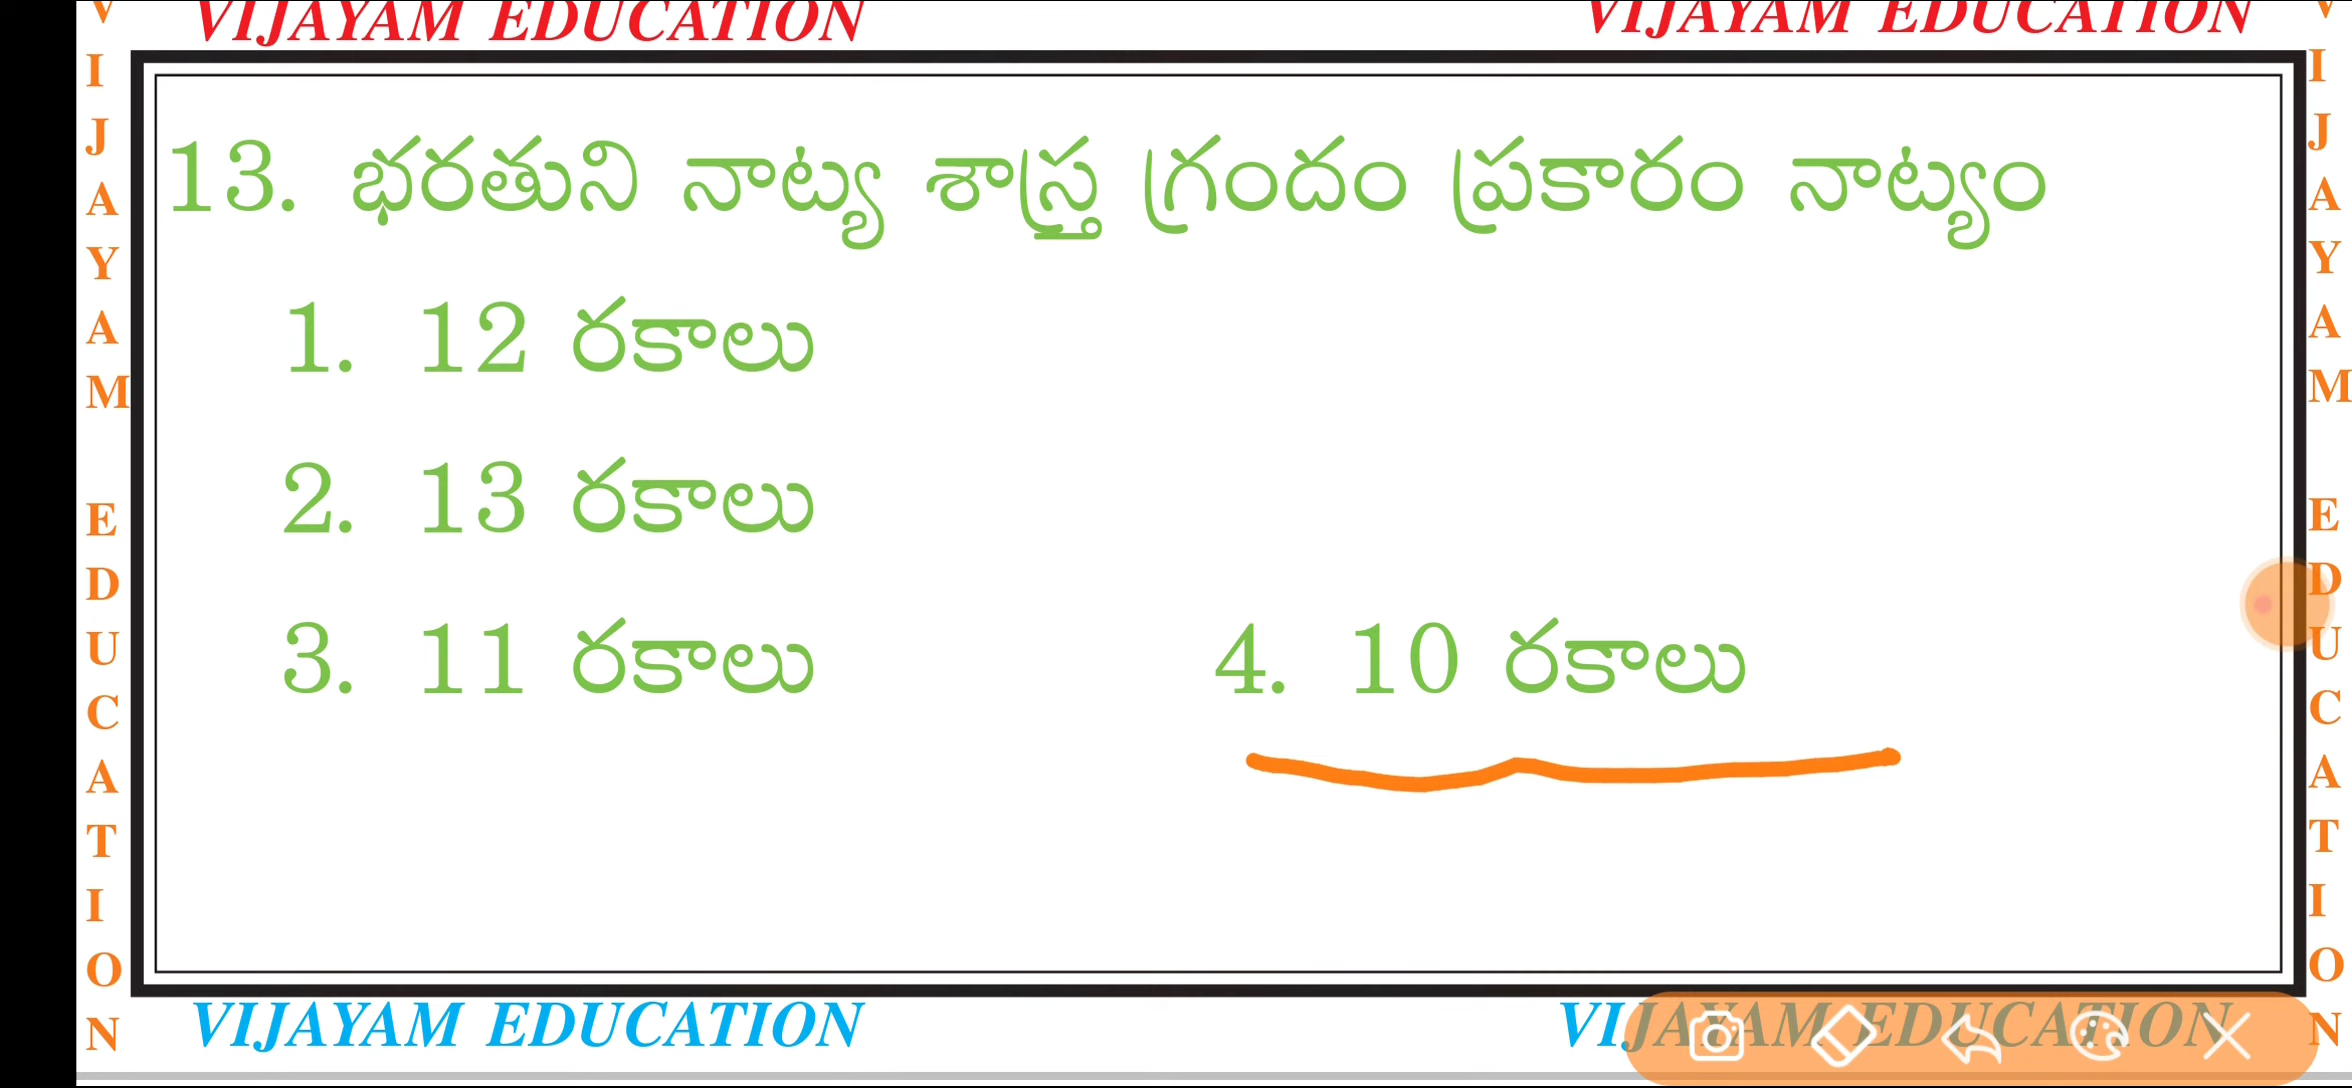 VIJAYAM EDUCATION VIJAYAM EDUCATION
V I J A Y A M E D U C A T I O N
13. భరతుని నాట్య శాస్త్ర గ్రందం ప్రకారం నాట్యం
1. 12 రకాలు
2. 13 రకాలు
3. 11 రకాలు 4. 10 రకాలు
V I J A Y A M E D U C A T I O N
VIJAYAM EDUCATION VIJAYAM EDUCATION